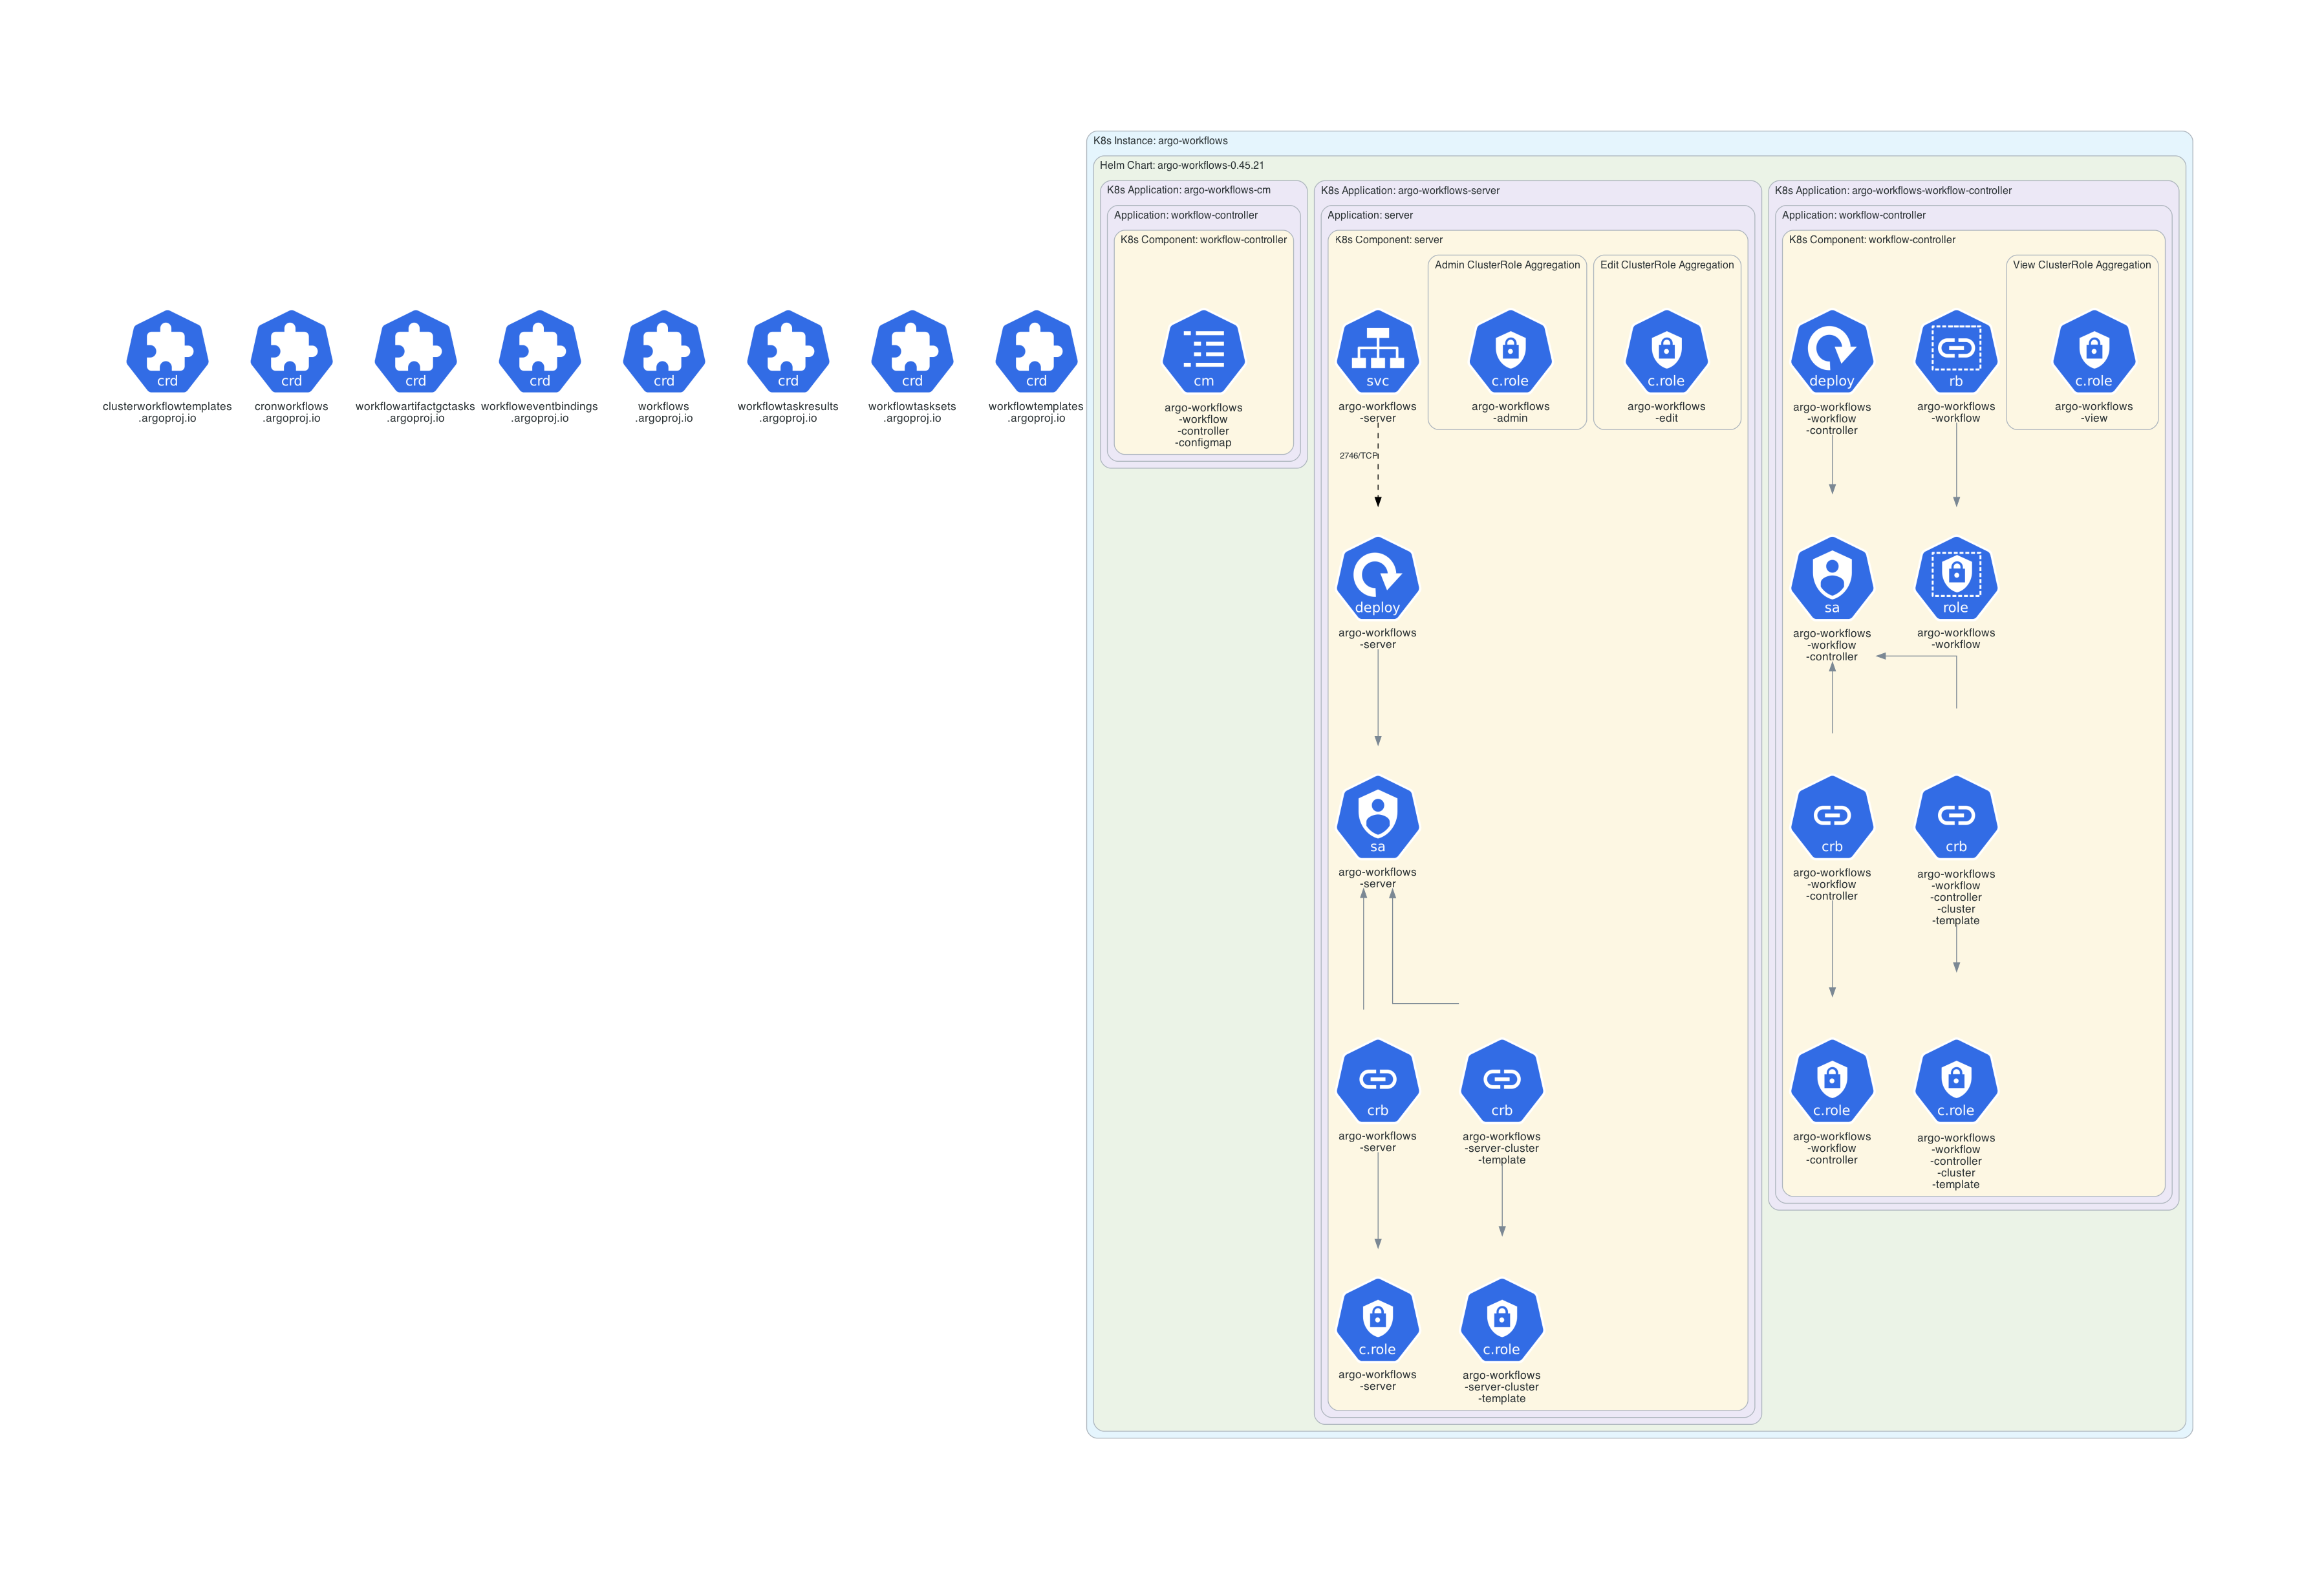 K8s Instance: argo-workflows
Helm Chart: argo-workflows-0.45.21
K8s Application: argo-workflows-cm
Application: workflow-controller
K8s Component: workflow-controller
K8s Application: argo-workflows-server
Application: server
K8s Component: server
Admin ClusterRole Aggregation
Edit ClusterRole Aggregation
K8s Application: argo-workflows-workflow-controller
Application: workflow-controller
K8s Component: workflow-controller
View ClusterRole Aggregation
crd
clusterworkflowtemplates
.argoproj.io
crd
cronworkflows
.argoproj.io
crd
workflowartifactgctasks
.argoproj.io
crd
workfloweventbindings
.argoproj.io
crd
workflows
.argoproj.io
crd
workflowtaskresults
.argoproj.io
crd
workflowtasksets
.argoproj.io
crd
workflowtemplates
.argoproj.io
cm
argo-workflows
-workflow
-controller
-configmap
svc
argo-workflows
-server
c.role
argo-workflows
-admin
c.role
argo-workflows
-edit
deploy
argo-workflows
-workflow
-controller
rb
argo-workflows
-workflow
c.role
argo-workflows
-view
2746/TCP
deploy
argo-workflows
-server
sa
argo-workflows
-workflow
-controller
role
argo-workflows
-workflow
sa
argo-workflows
-server
crb
argo-workflows
-workflow
-controller
crb
argo-workflows
-workflow
-controller
-cluster
-template
crb
argo-workflows
-server
crb
argo-workflows
-server-cluster
-template
c.role
argo-workflows
-workflow
-controller
c.role
argo-workflows
-workflow
-controller
-cluster
-template
c.role
argo-workflows
-server
c.role
argo-workflows
-server-cluster
-template